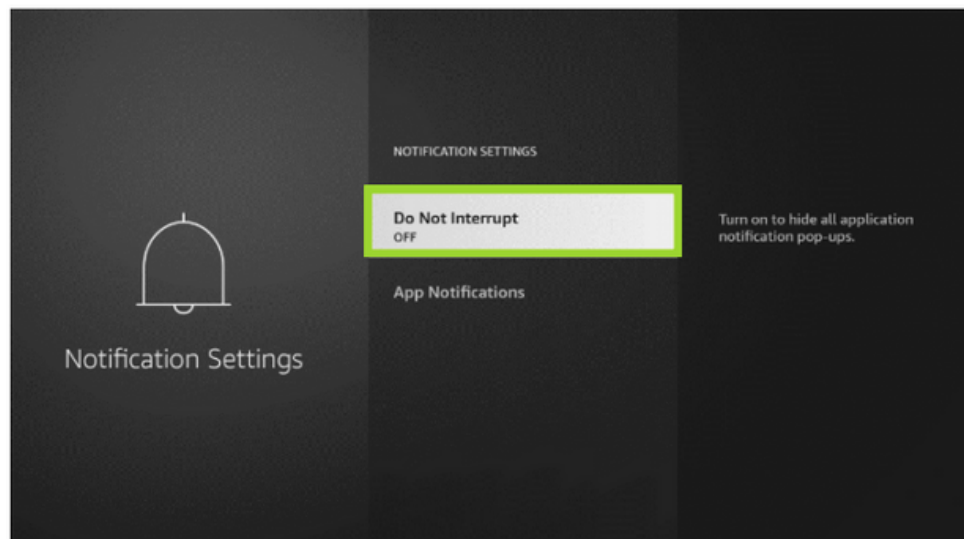 NOTIFICATION SETTINGS
Do Not Interrupt
OFF
Turn on to hide all application
notification pop-ups.
App Notifications
Notification Settings